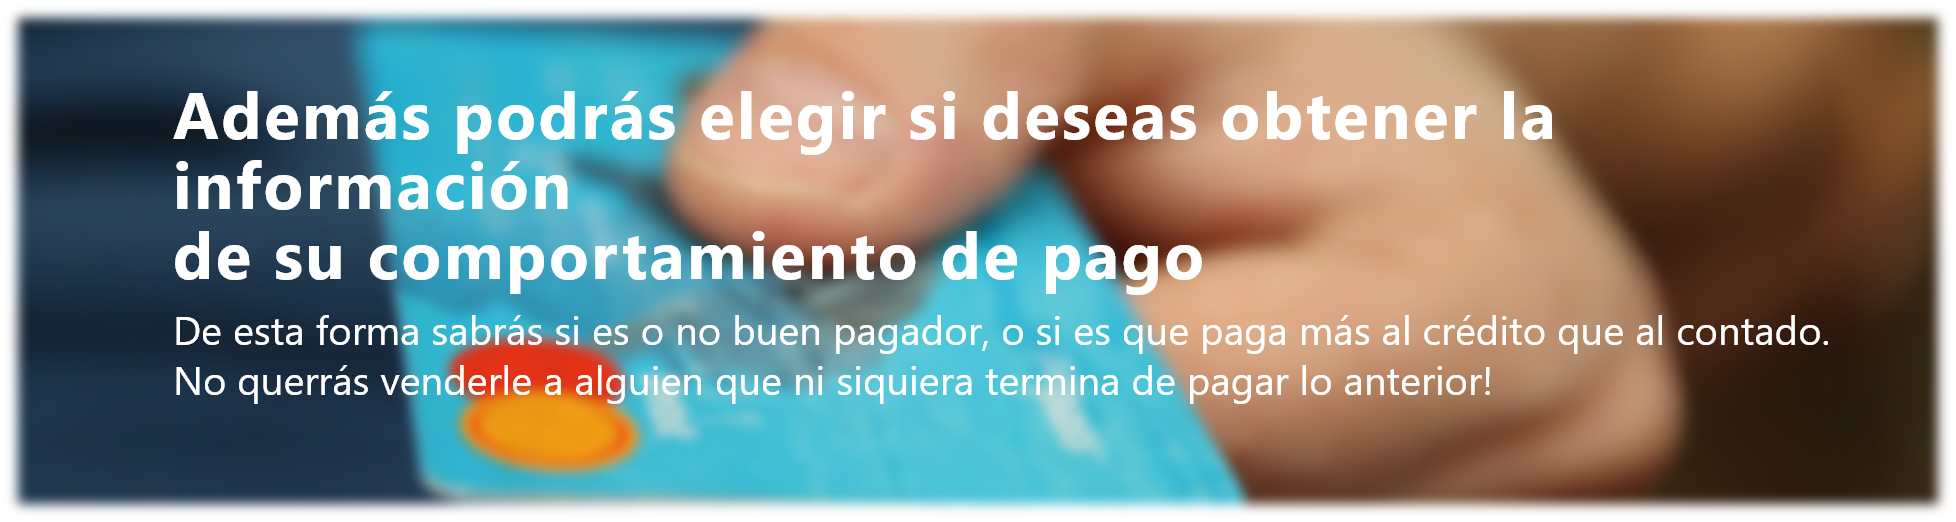 Además podrás elegir si deseas obtener la
información
de su comportamiento de pago
De esta forma sabrás si es o no buen pagador, o si es que paga más al crédito que al contado.
No querrás venderle a alguien que ni siquiera termina de pagar lo anterior!